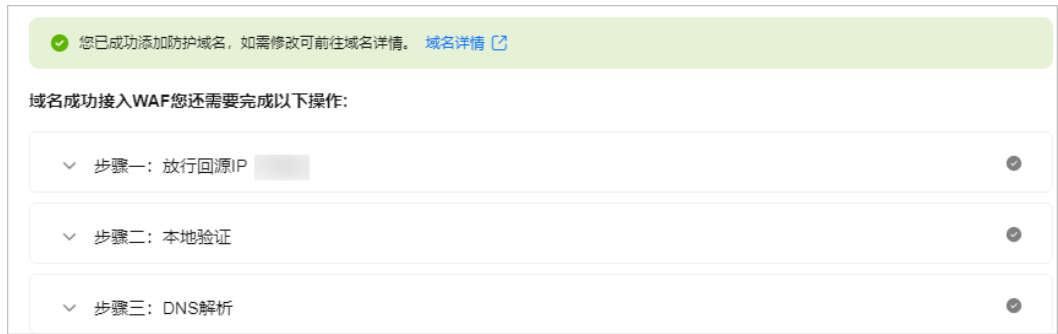 您已成功添加防护域名，如需修改可前往域名详情。 域名详情
域名成功接入WAF您还需要完成以下操作：
步骤一：放行回源IP
步骤二：本地验证
步骤三：DNS解析